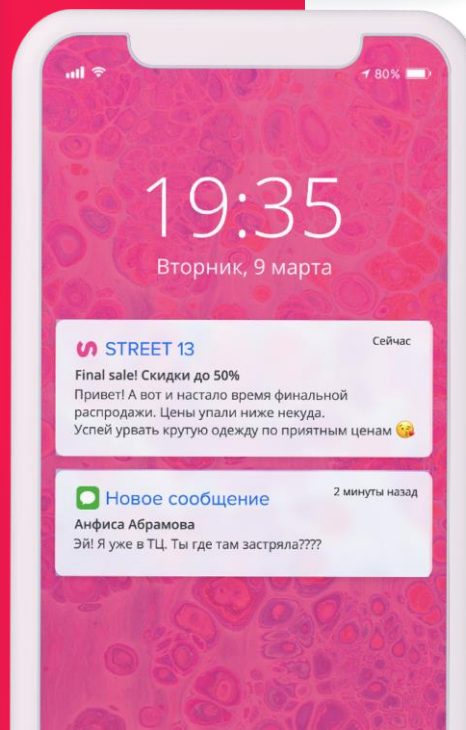 80%
19:35
Вторник, 9 марта
STREET 13
Сейчас
Final sale! Скидки до 50%
Привет! А вот и настало время финальной
распродажи. Цены упали ниже некуда.
Успей урвать крутую одежду по приятным ценам 😘
Новое сообщение
2 минуты назад
Анфиса Абрамова
Эй! Я уже в ТЦ. Ты где там застряла????